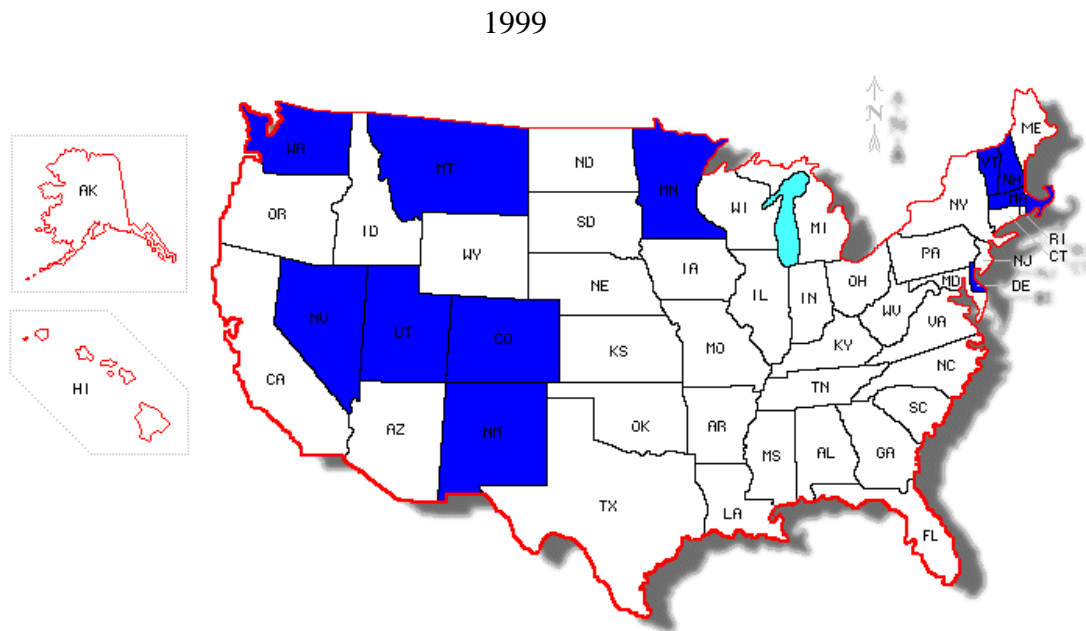 1999
N
ME
WA
MT
ND
MN
VT
NH
AK
OR
ID
SD
WI
MI
NY
MA
RI
CT
WY
IA
PA
NJ
NE
IL
IN
OH
MD
DE
NV
UT
CO
WV
VA
KS
MO
KY
HI
CA
NC
TN
AZ
NM
OK
AR
SC
MS
AL
GA
TX
LA
FL